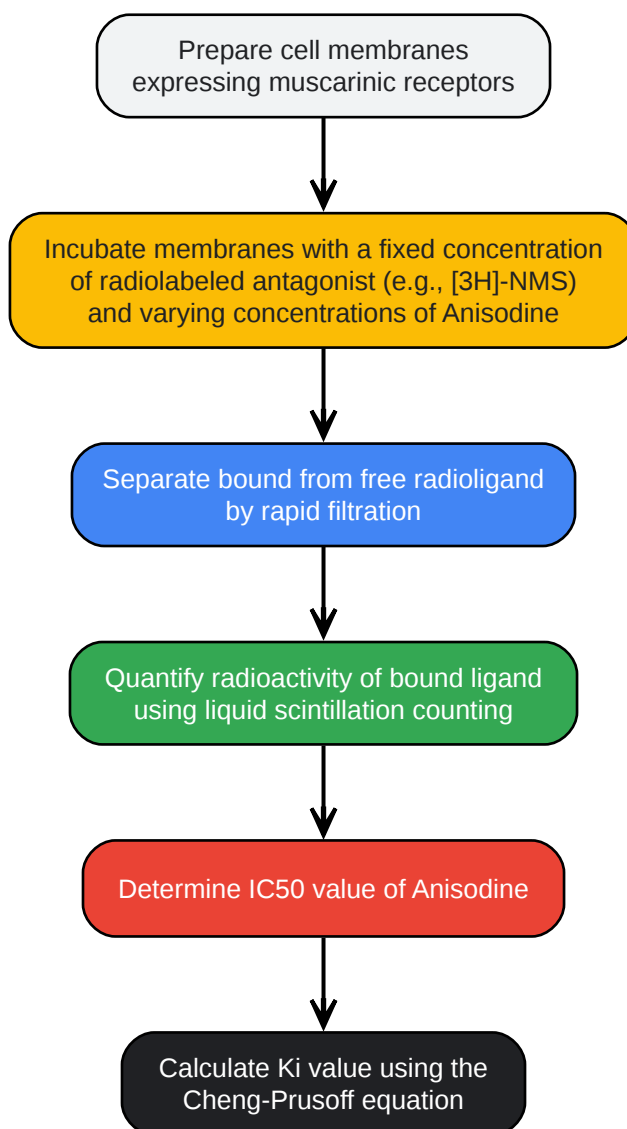 Prepare cell membranes
expressing muscarinic receptors
Incubate membranes with a fixed concentration
of radiolabeled antagonist (e.g., [3H]-NMS)
and varying concentrations of Anisodine
Separate bound from free radioligand
by rapid filtration
Quantify radioactivity of bound ligand
using liquid scintillation counting
Determine IC50 value of Anisodine
Calculate Ki value using the
Cheng-Prusoff equation